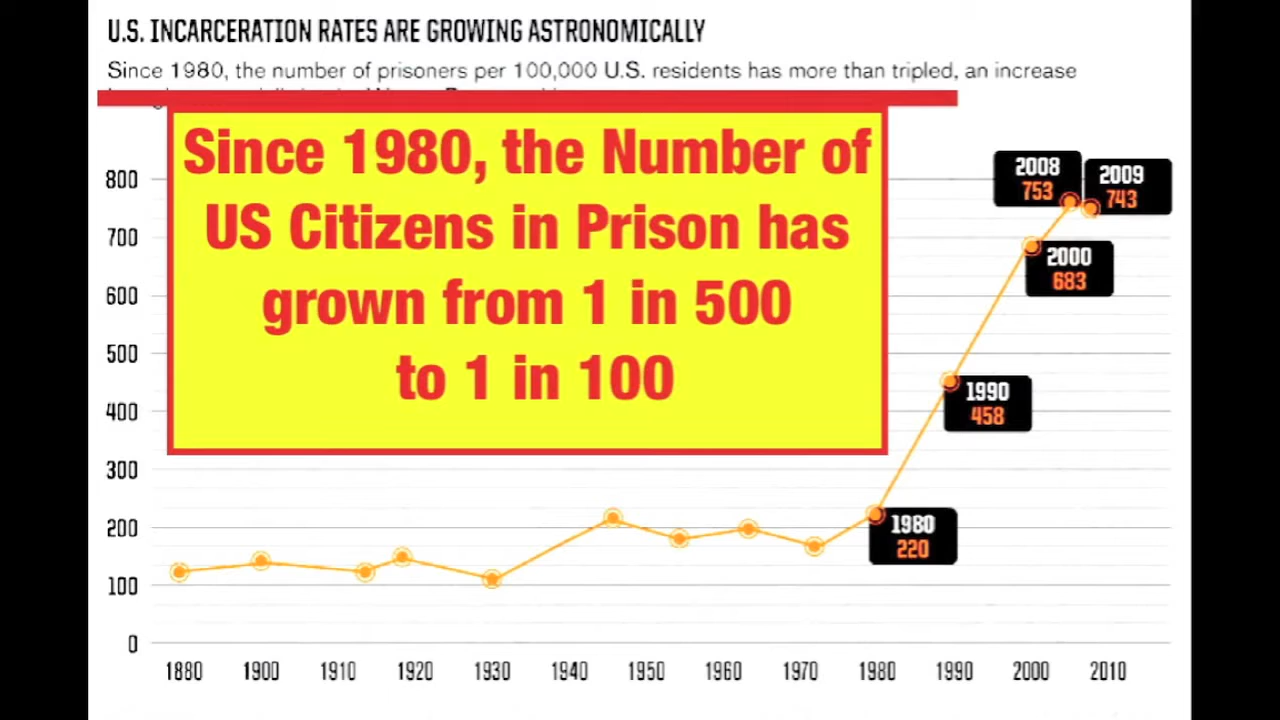 U.S. INCARCERATION RATES ARE GROWING ASTRONOMICALLY
Since 1980, the number of prisoners per 100,000 U.S. residents has more than tripled, an increase
Since 1980, the Number of
US Citizens in Prison has
grown from 1 in 500
to 1 in 100
800
700
600
500
400
300
200
100
0
2008
753
2009
743
2000
683
1990
458
1980
220
1880 1900 1910 1920 1930 1940 1950 1960 1970 1980 1990 2000 2010